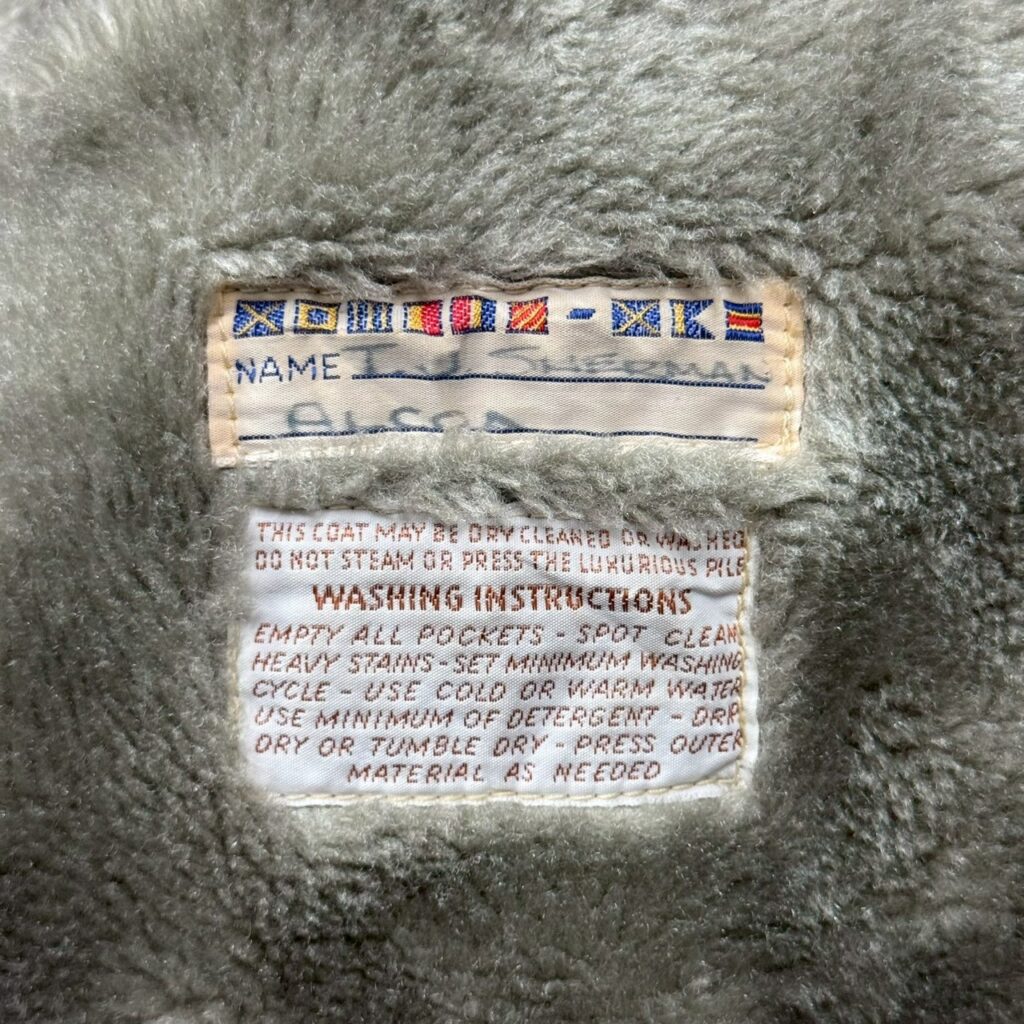 NAME I. J. SHERMAN
ALCOA
THIS COAT MAY BE DRY CLEANED OR WASHED
DO NOT STEAM OR PRESS THE LUXURIOUS PILE
WASHING INSTRUCTIONS
EMPTY ALL POCKETS - SPOT CLEAN
HEAVY STAINS - SET MINIMUM WASHING
CYCLE - USE COLD OR WARM WATER
USE MINIMUM OF DETERGENT - DRIP
DRY OR TUMBLE DRY - PRESS OUTER
MATERIAL AS NEEDED